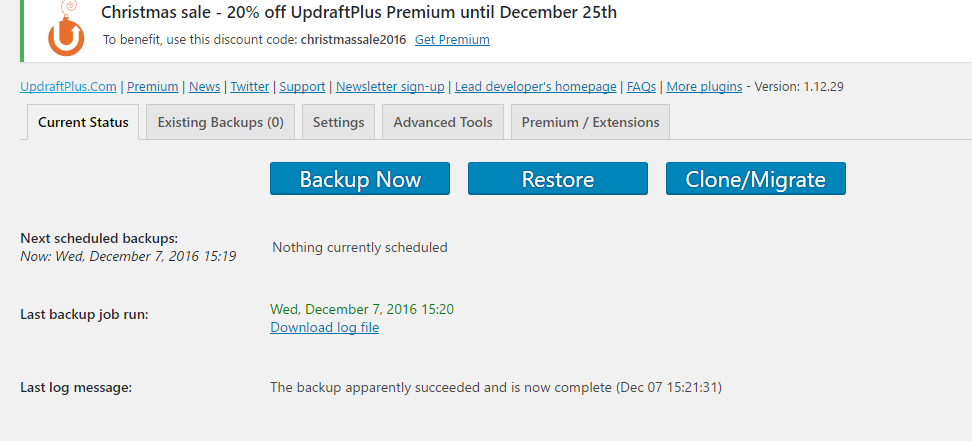 Christmas sale - 20% off UpdraftPlus Premium until December 25th
To benefit, use this discount code: christmassale2016 Get Premium
UpdraftPlus.Com | Premium | News | Twitter | Support | Newsletter sign-up | Lead developer's homepage | FAQs | More plugins - Version: 1.12.29
Current Status Existing Backups (0) Settings Advanced Tools Premium / Extensions
Backup Now Restore Clone/Migrate
Next scheduled backups:
Now: Wed, December 7, 2016 15:19
Nothing currently scheduled
Last backup job run:
Wed, December 7, 2016 15:20
Download log file
Last log message:
The backup apparently succeeded and is now complete (Dec 07 15:21:31)